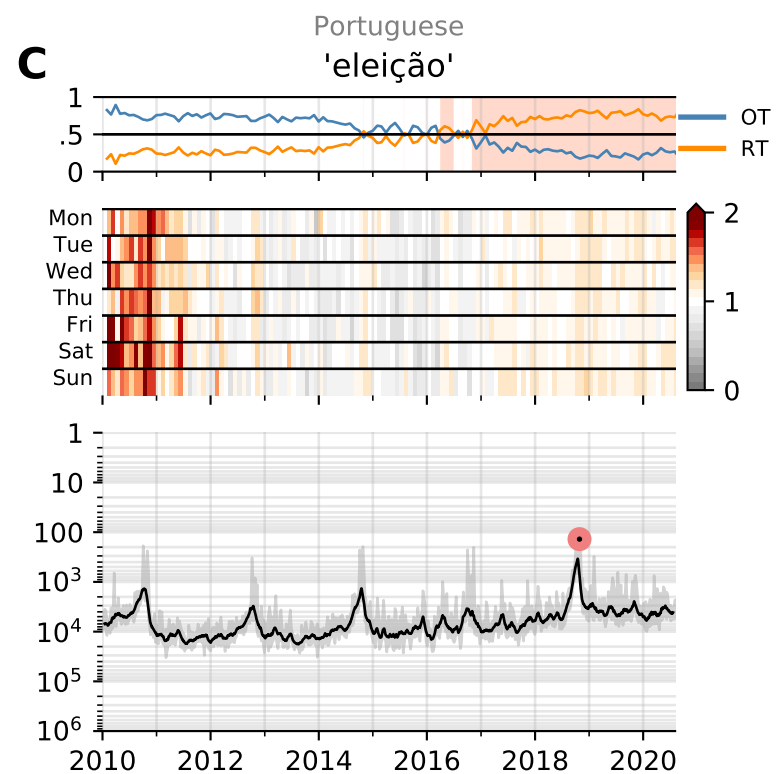 Portuguese
C
'eleição'
1
.5
0
OT
RT
Mon
Tue
Wed
Thu
Fri
Sat
Sun
2
1
0
1
10
100
10³
10⁴
10⁵
10⁶
2010 2012 2014 2016 2018 2020